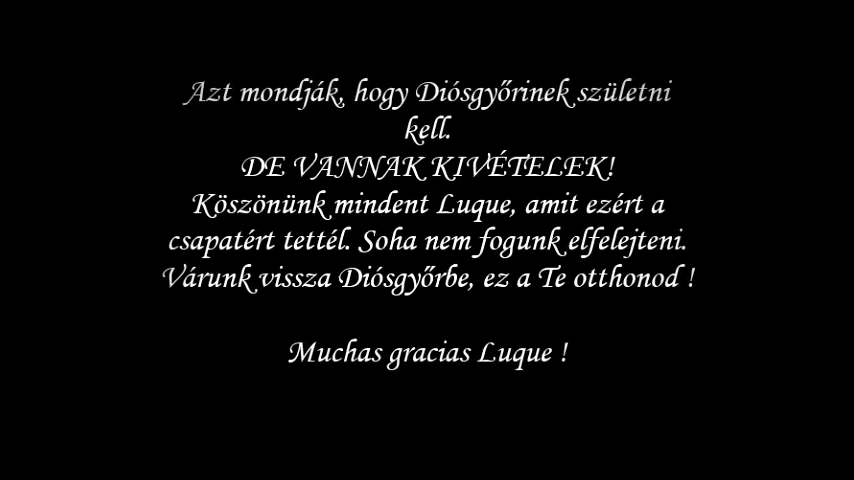 Azt mondják, hogy Diósgyőrinek születni
kell.
DE VANNAK KIVÉTELEK!
Köszönünk mindent Luque, amit ezért a
csapatért tettél. Soha nem fogunk elfelejteni.
Várunk vissza Diósgyőrbe, ez a Te otthonod !
Muchas gracias Luque !